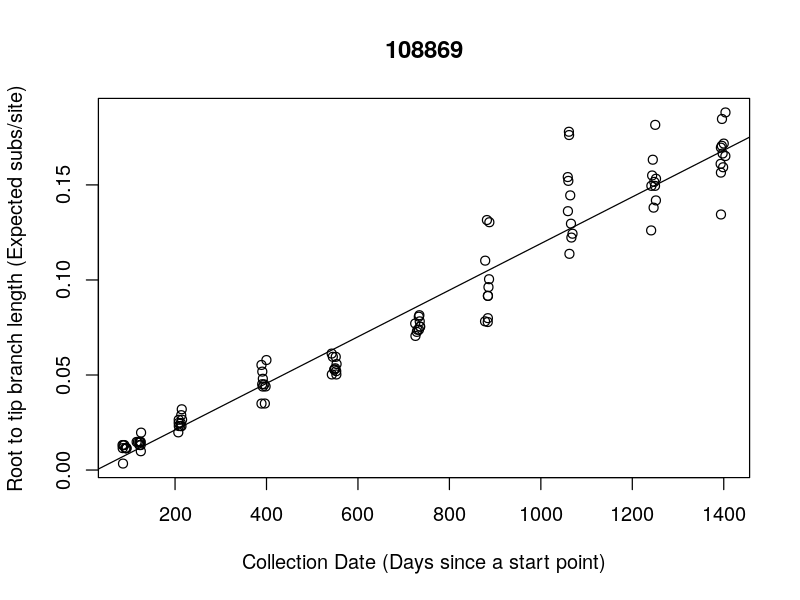 108869
Root to tip branch length (Expected subs/site)
0.15
0.10
0.05
0.00
200 400 600 800 1000 1200 1400
Collection Date (Days since a start point)